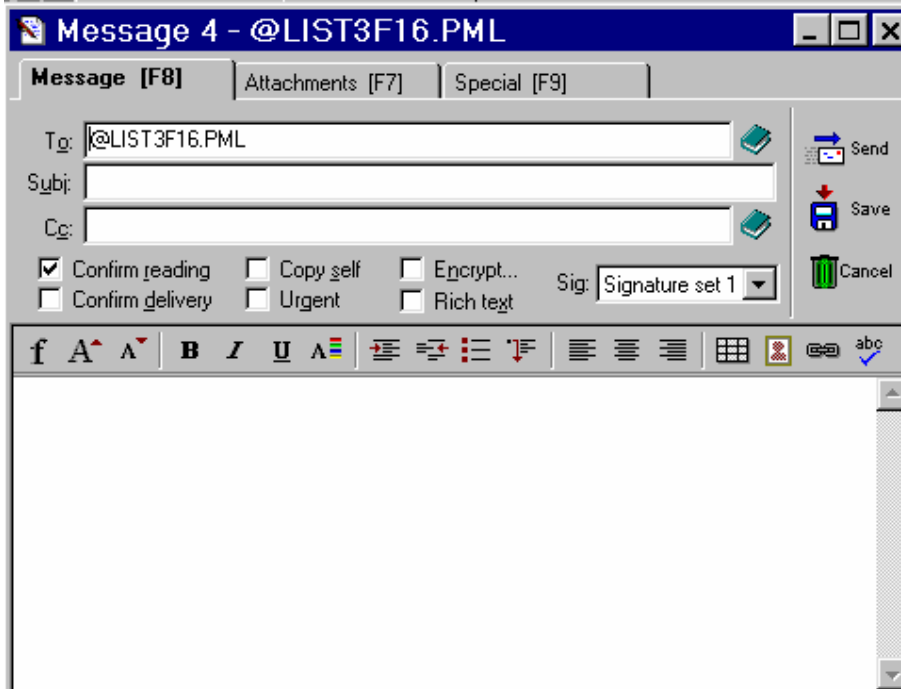 Message 4 - @LIST3F16.PML
Message [F8] Attachments [F7] Special [F9]
To: @LIST3F16.PML
Send
Subj:
Save
Cc:
Confirm reading Copy self Encrypt... Sig: Signature set 1 Cancel
Confirm delivery Urgent Rich text
f A A B I U A abc